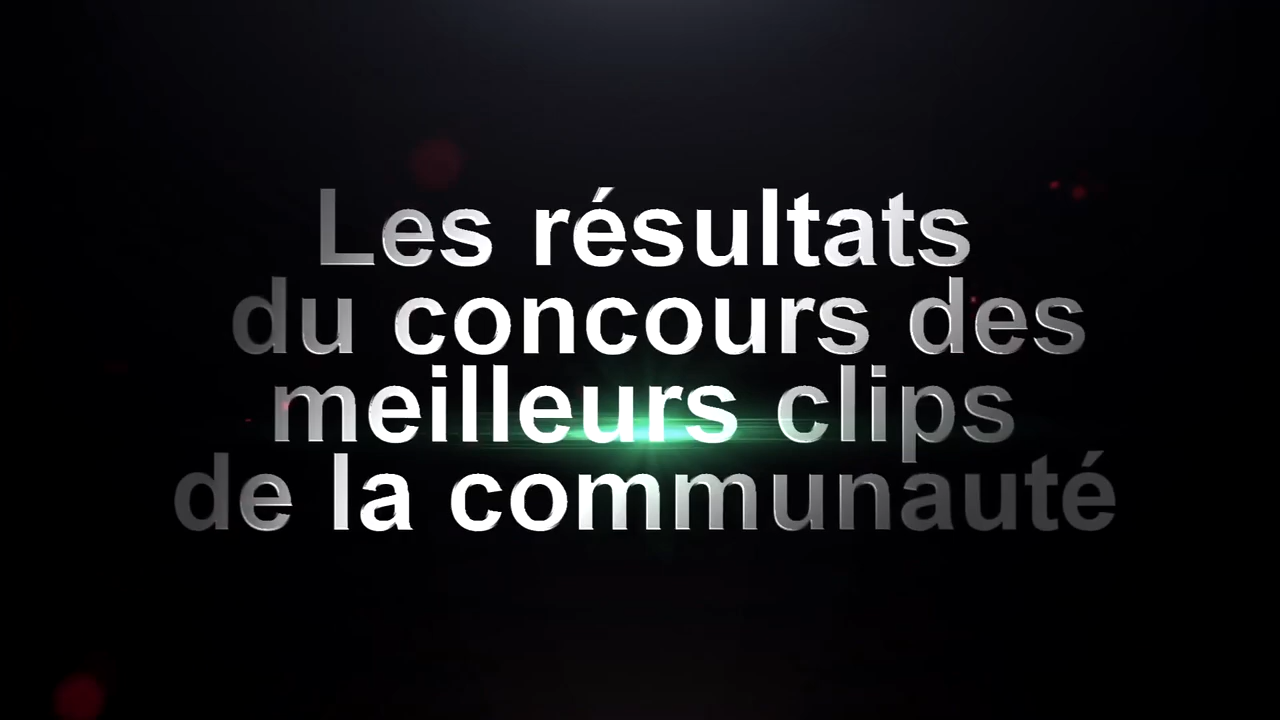 Les résultats
du concours des
meilleurs clips
de la communauté